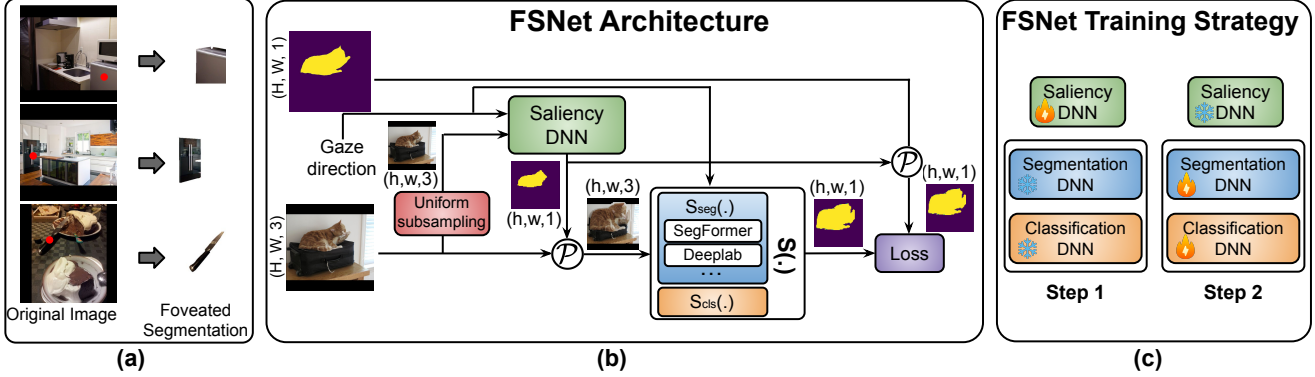 Original Image
Foveated
Segmentation
(a)
FSNet Architecture
(H, W, 1)
Gaze
direction
(h,w,3)
Saliency
DNN
Uniform
subsampling
(H, W, 3)
(h,w,1)
P
(h,w,3)
Sseg(.)
SegFormer
Deeplab
...
Scls(.)
S(.)
(h,w,1)
P
(h,w,1)
Loss
(b)
FSNet Training Strategy
Saliency
DNN
Segmentation
DNN
Classification
DNN
Step 1
Saliency
DNN
Segmentation
DNN
Classification
DNN
Step 2
(c)